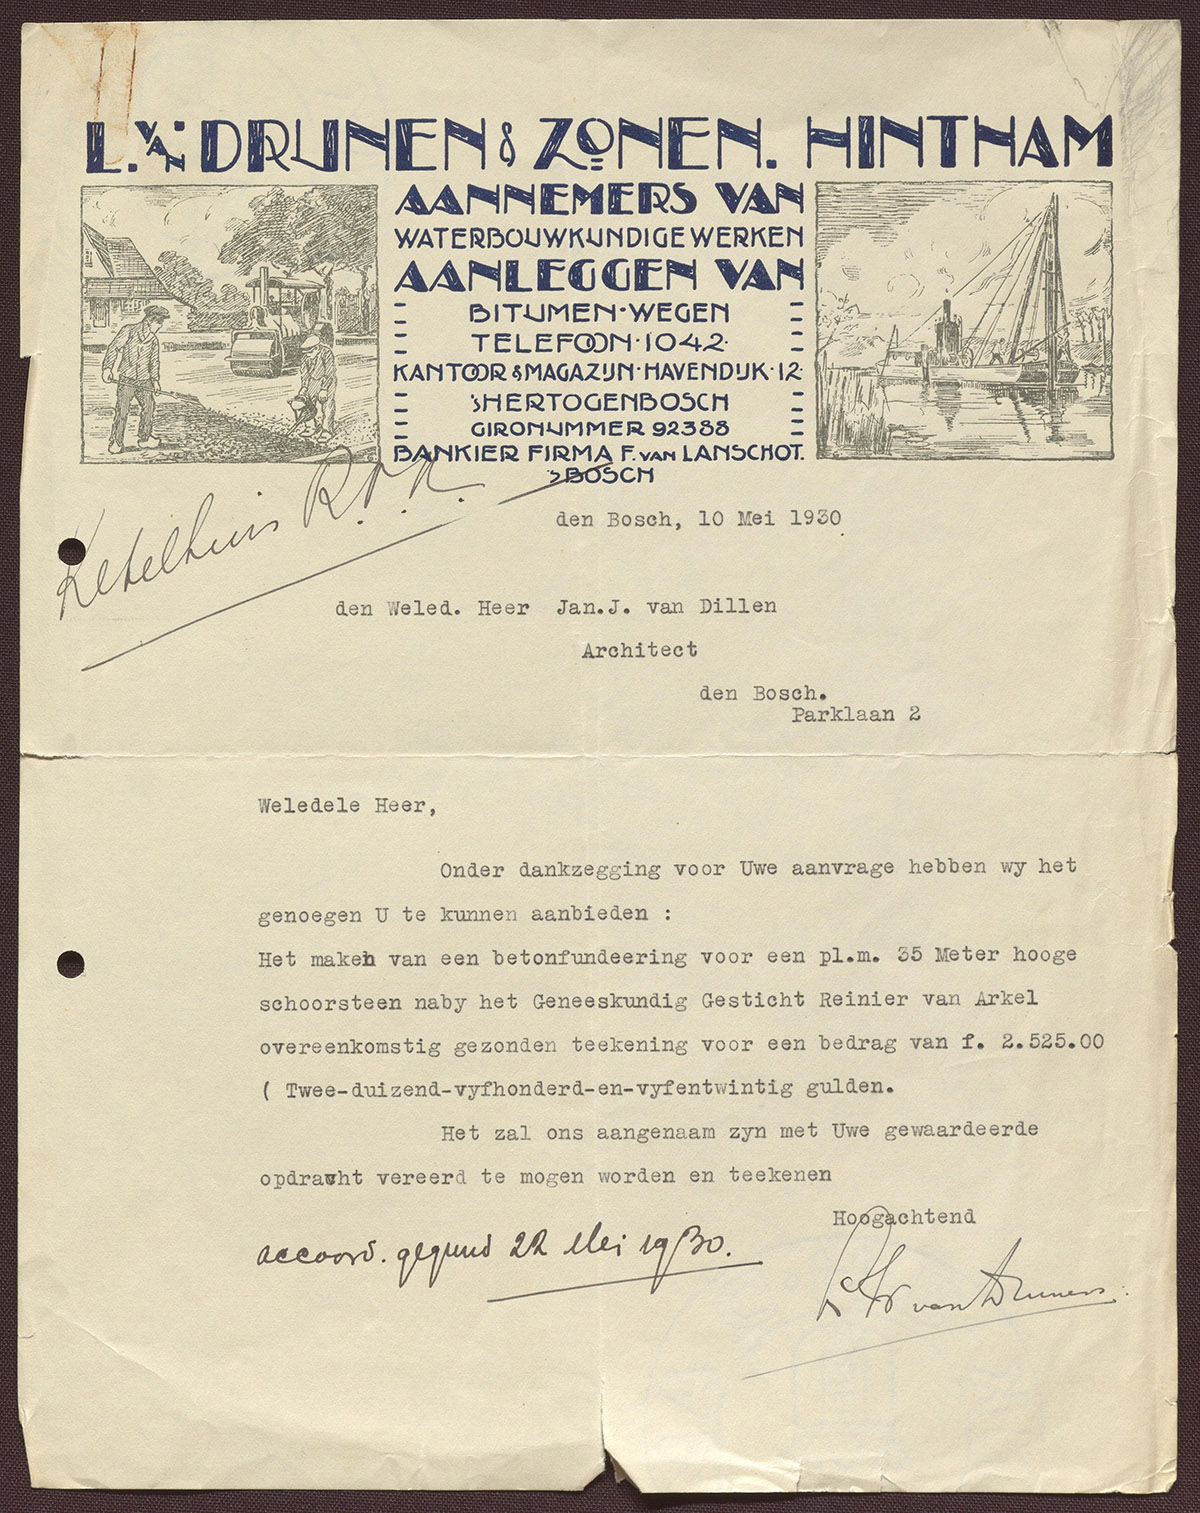 L. VAN DRIJNEN & ZONEN. HINTHAM
AANNEMERS VAN
WATERBOUWKUNDIGE WERKEN
AANLEGGEN VAN
BITUMEN·WEGEN
TELEFOON·1042·
KANTOOR & MAGAZIJN·HAVENDIJK·12·
'SHERTOGENBOSCH
GIRONUMMER 92388
BANKIER FIRMA F. VAN LANSCHOT.
'SBOSCH
Ketelhuis R.v.A.
den Bosch, 10 Mei 1930
den Weled. Heer Jan.J. van Dillen
Architect
den Bosch.
Parklaan 2
Weledele Heer,
Onder dankzegging voor Uwe aanvrage hebben wy het
genoegen U te kunnen aanbieden :
Het maken van een betonfundeering voor een pl.m. 35 Meter hooge
schoorsteen naby het Geneeskundig Gesticht Reinier van Arkel
overeenkomstig gezonden teekening voor een bedrag van f. 2.525.00
( Twee-duizend-vyfhonderd-en-vyfentwintig gulden.
Het zal ons aangenaam zyn met Uwe gewaardeerde
opdracht vereerd te mogen worden en teekenen
Hoogachtend
accoord. gegund 22 Mei 1930.
van Drunen